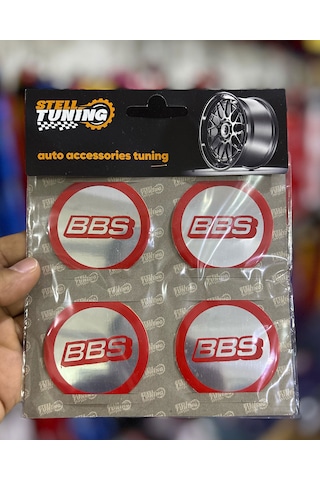 STELL
TUNING
auto accessories tuning
BBS
BBS
BBS
BBS